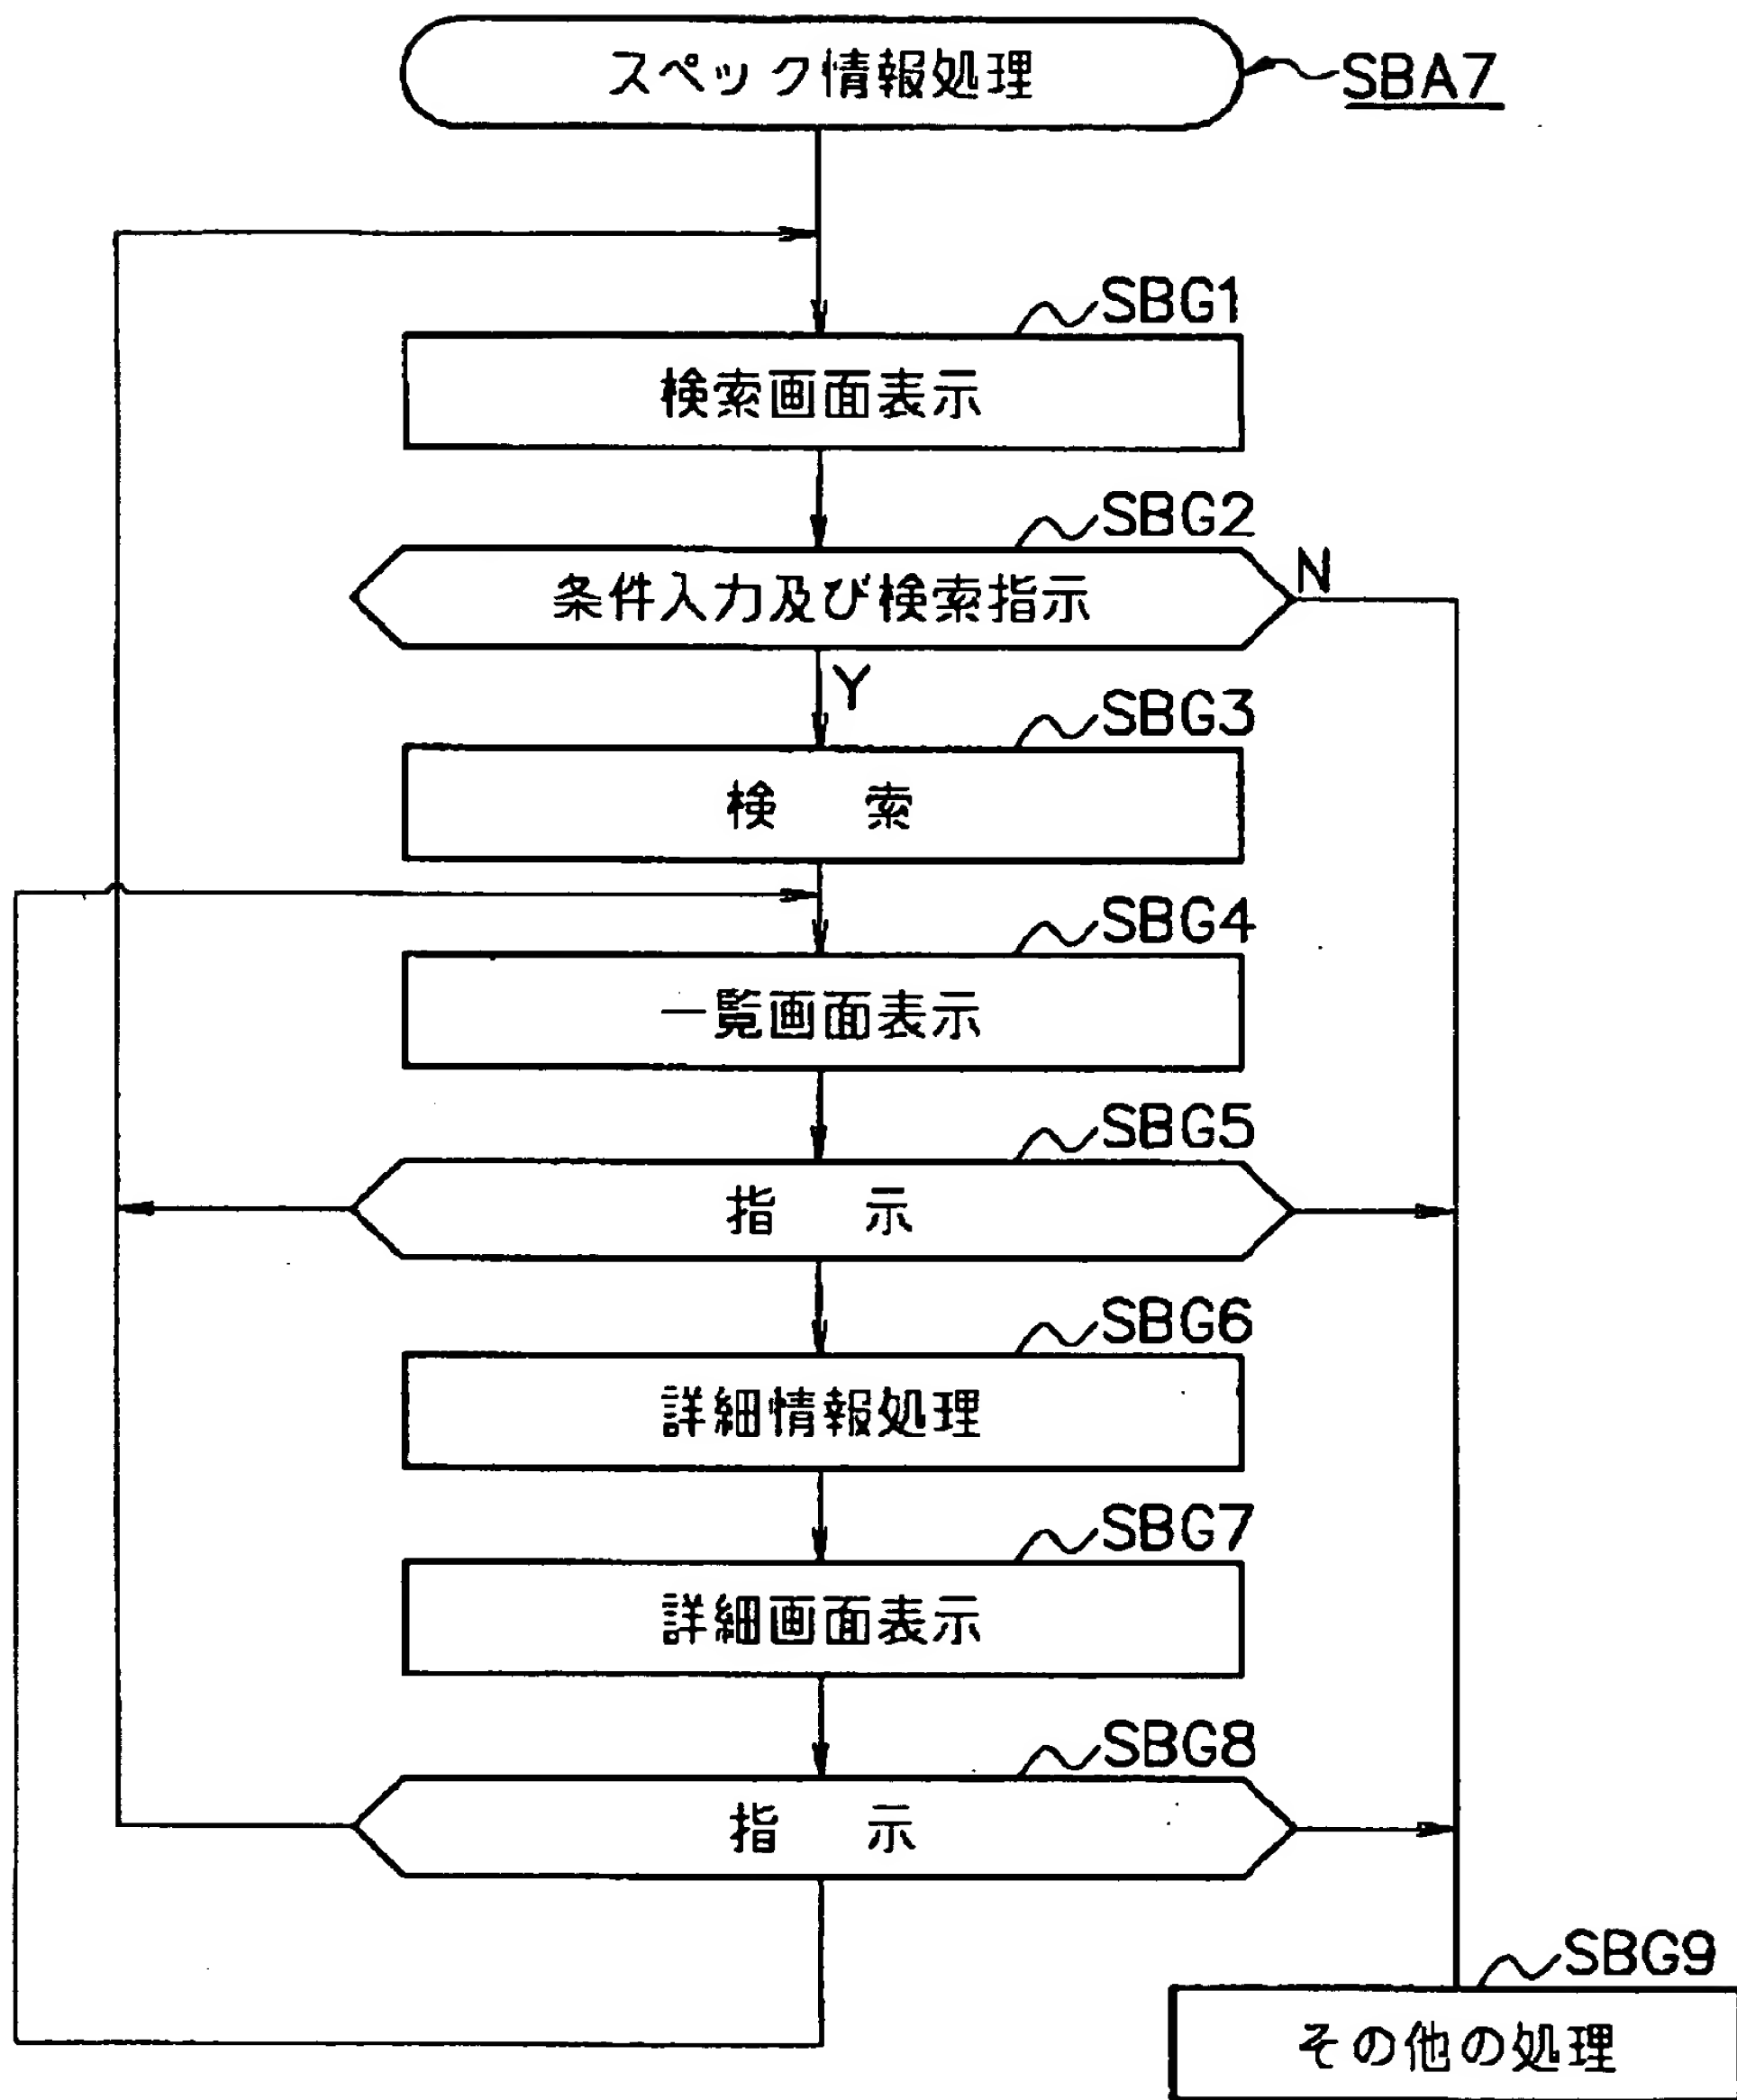 スペック情報処理
SBA7
SBG1
検索画面表示
SBG2
条件入力及び検索指示
N
Y
SBG3
検 索
SBG4
一覧画面表示
SBG5
指 示
SBG6
詳細情報処理
SBG7
詳細画面表示
SBG8
指 示
SBG9
その他の処理